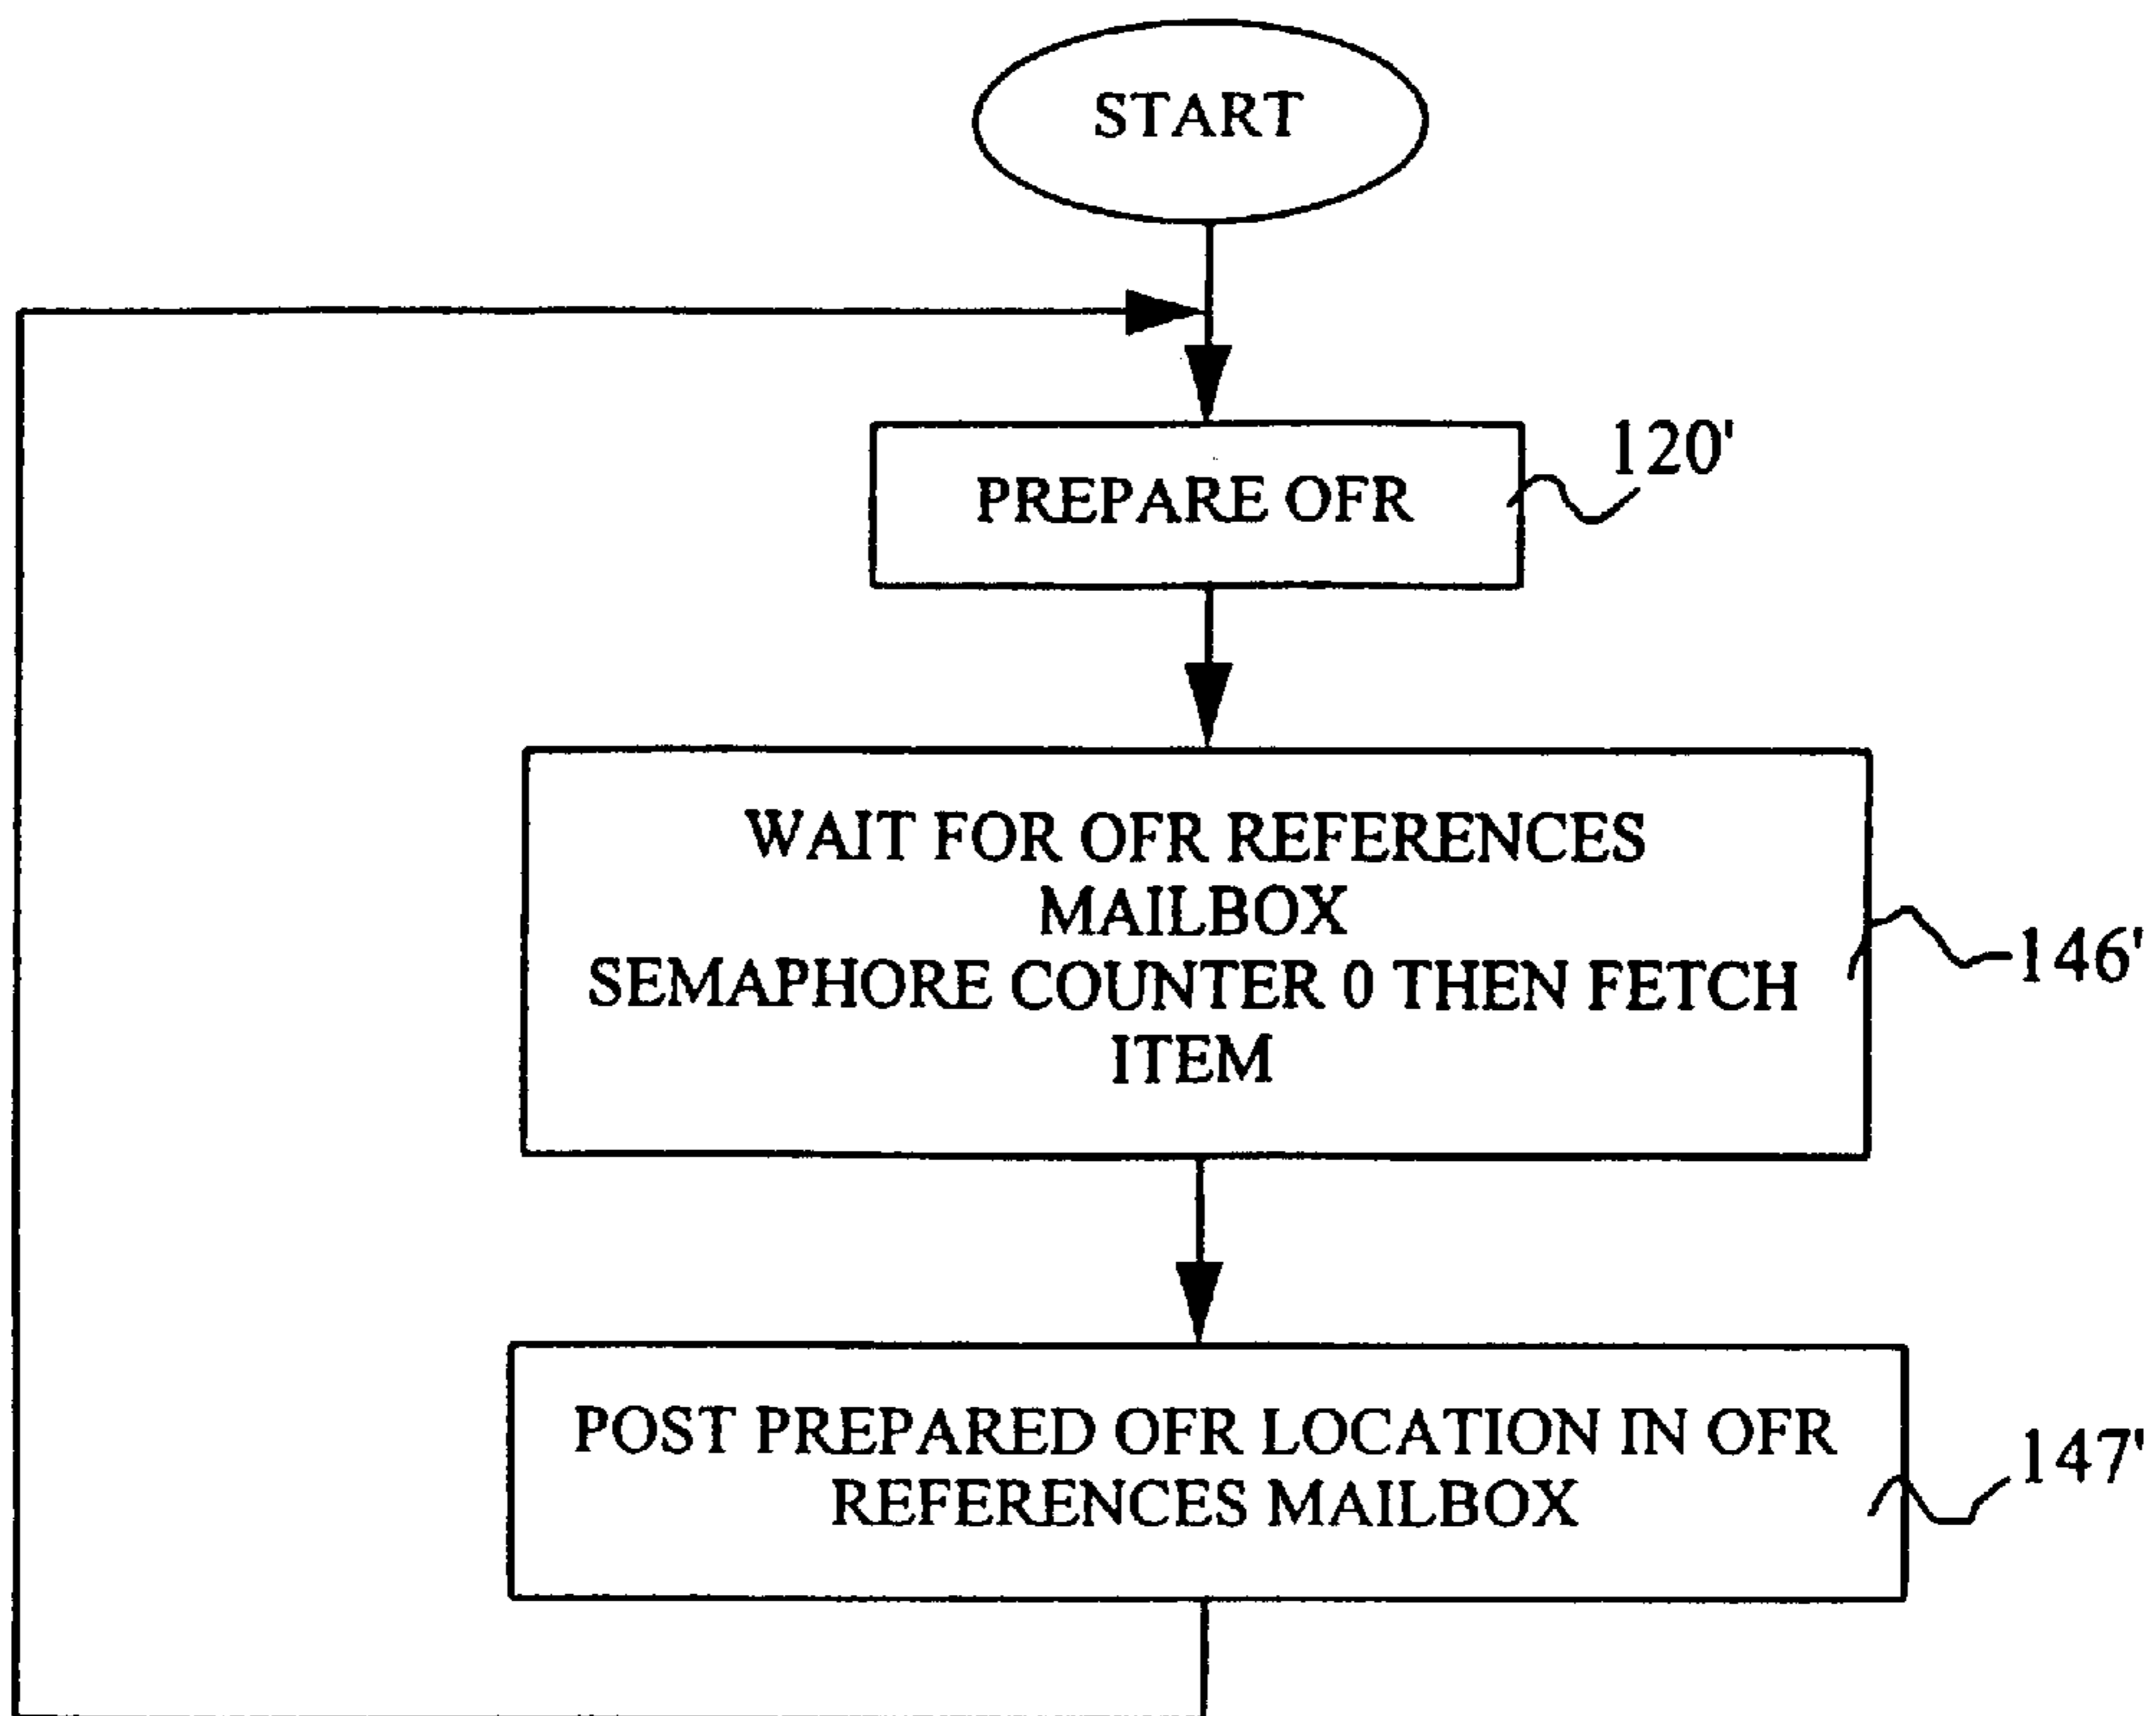 START
PREPARE OFR
120'
WAIT FOR OFR REFERENCES
MAILBOX
SEMAPHORE COUNTER 0 THEN FETCH
ITEM
146'
POST PREPARED OFR LOCATION IN OFR
REFERENCES MAILBOX
147'